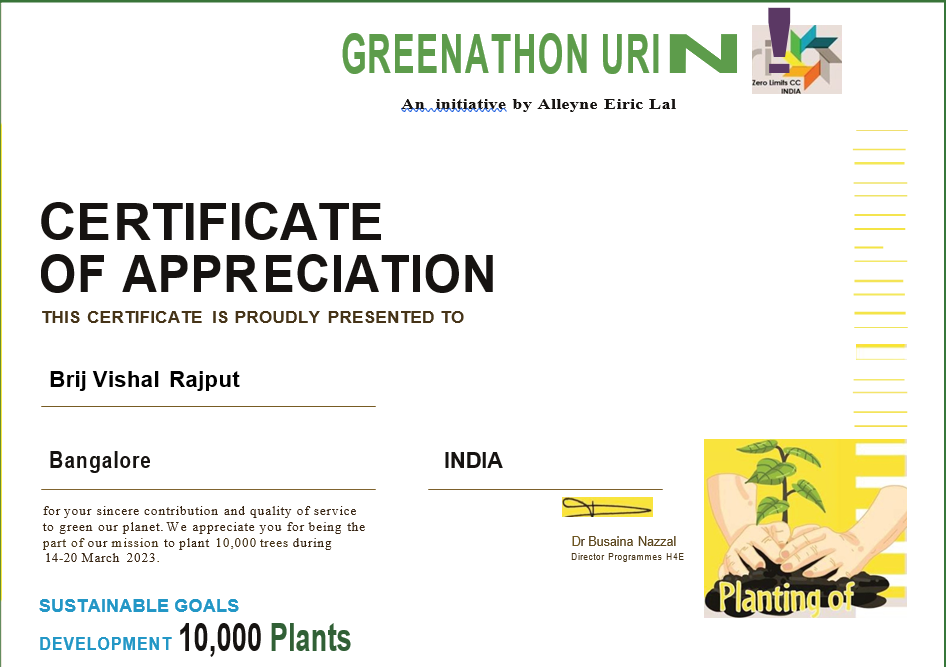 GREENATHON URI N
Zero Limits CC
INDIA
An initiative by Alleyne Eiric Lal
CERTIFICATE
OF APPRECIATION
THIS CERTIFICATE IS PROUDLY PRESENTED TO
Brij Vishal Rajput
Bangalore
INDIA
for your sincere contribution and quality of service
to green our planet. We appreciate you for being the
part of our mission to plant 10,000 trees during
14-20 March 2023.
Dr Busaina Nazzal
Director Programmes H4E
Planting of
SUSTAINABLE GOALS
DEVELOPMENT 10,000 Plants